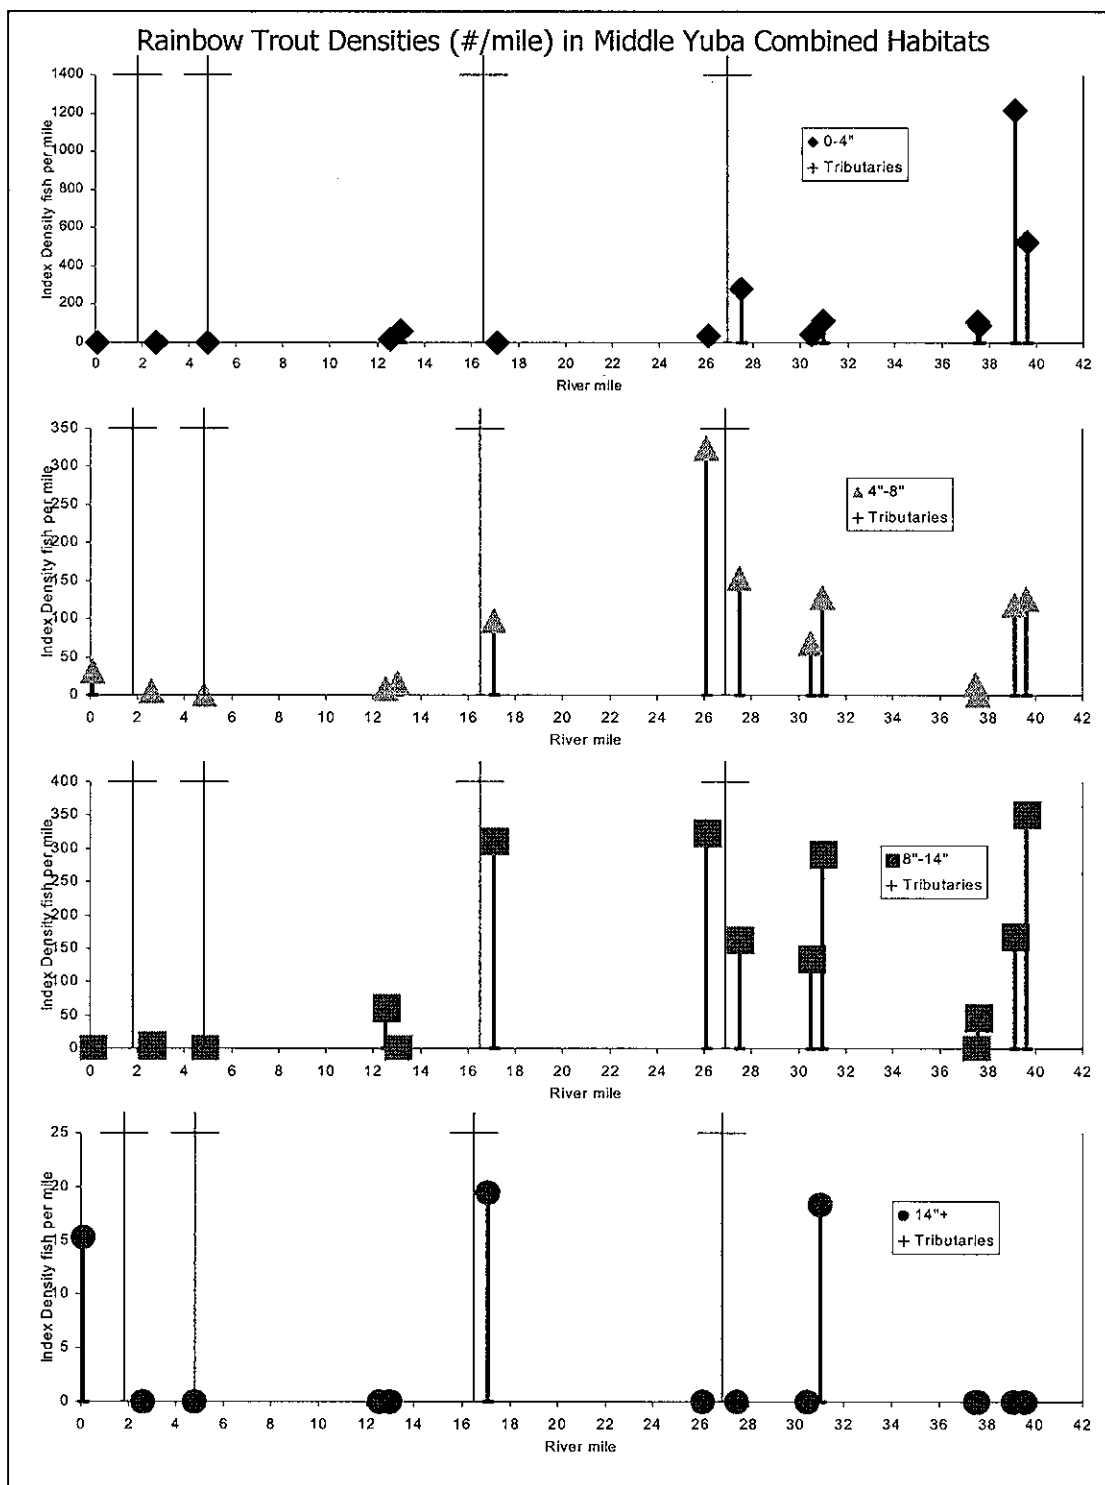 Rainbow Trout Densities (#/mile) in Middle Yuba Combined Habitats
Index Density fish per mile
1400
1200
1000
800
600
400
200
0
0-4"
Tributaries
0 2 4 6 8 10 12 14 16 18 20 22 24 26 28 30 32 34 36 38 40 42
River mile
Index Density fish per mile
350
300
250
200
150
100
50
0
4"-8"
Tributaries
0 2 4 6 8 10 12 14 16 18 20 22 24 26 28 30 32 34 36 38 40 42
River mile
Index Density fish per mile
400
350
300
250
200
150
100
50
0
8"-14"
Tributaries
0 2 4 6 8 10 12 14 16 18 20 22 24 26 28 30 32 34 36 38 40 42
River mile
Index Density fish per mile
25
20
15
10
5
0
14"+
Tributaries
0 2 4 6 8 10 12 14 16 18 20 22 24 26 28 30 32 34 36 38 40 42
River mile